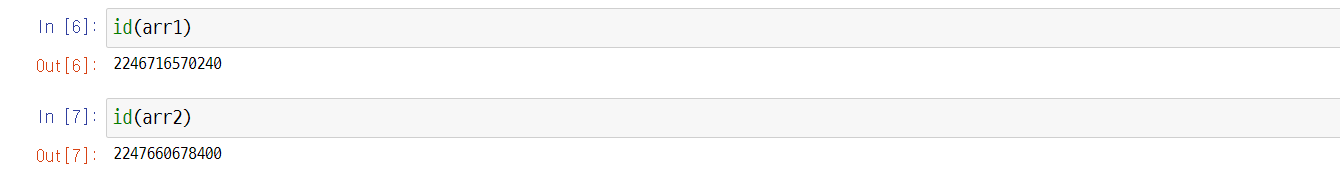 In [6]: id(arr1)
Out[6]: 2246716570240
In [7]: id(arr2)
Out[7]: 2247660678400